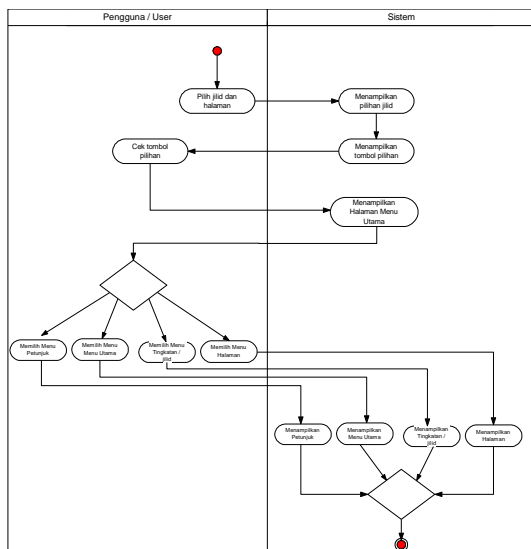 Pengguna / User
Sistem
Pilih jilid dan
halaman
Menampilkan
pilihan jilid
Cek tombol
pilihan
Menampilkan
tombol pilihan
Menampilkan
Halaman Menu
Utama
Memilih Menu
Petunjuk
Memilih Menu
Menu Utama
Memilih Menu
Tingkatan /
jilid
Memilih Menu
Halaman
Menampilkan
Petunjuk
Menampilkan
Menu Utama
Menampilkan
Tingkatan /
jilid
Menampilkan
Halaman